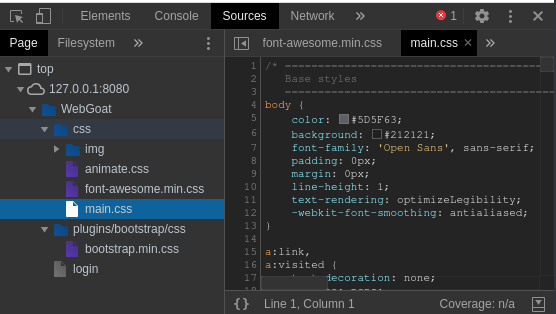 Elements Console Sources Network » 1
Page Filesystem » font-awesome.min.css main.css × »
top
127.0.0.1:8080
WebGoat
css
img
animate.css
font-awesome.min.css
main.css
plugins/bootstrap/css
bootstrap.min.css
login
1 /* ========================================
2 Base styles
3 ========================================
4 body {
5 color: #5D5F63;
6 background: #212121;
7 font-family: 'Open Sans', sans-serif;
8 padding: 0px;
9 margin: 0px;
10 line-height: 1;
11 text-rendering: optimizeLegibility;
12 -webkit-font-smoothing: antialiased;
13 }
14
15 a:link,
16 a:visited {
17 decoration: none;
18
{} Line 1, Column 1 Coverage: n/a